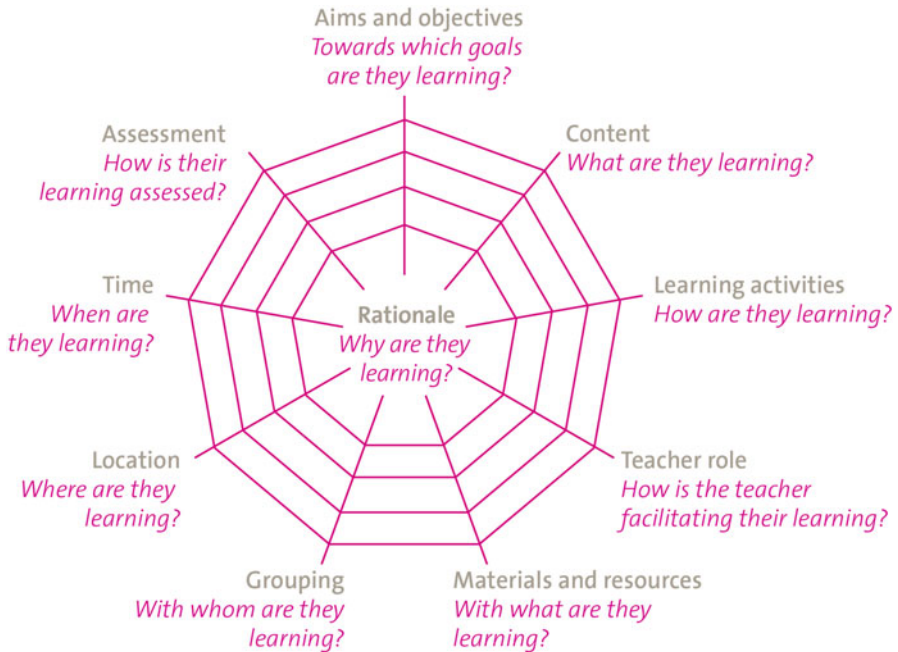 Aims and objectives
Towards which goals
are they learning?
Content
What are they learning?
Learning activities
How are they learning?
Teacher role
How is the teacher
facilitating their learning?
Materials and resources
With what are they
learning?
Grouping
With whom are they
learning?
Location
Where are they
learning?
Time
When are
they learning?
Assessment
How is their
learning assessed?
Rationale
Why are they
learning?